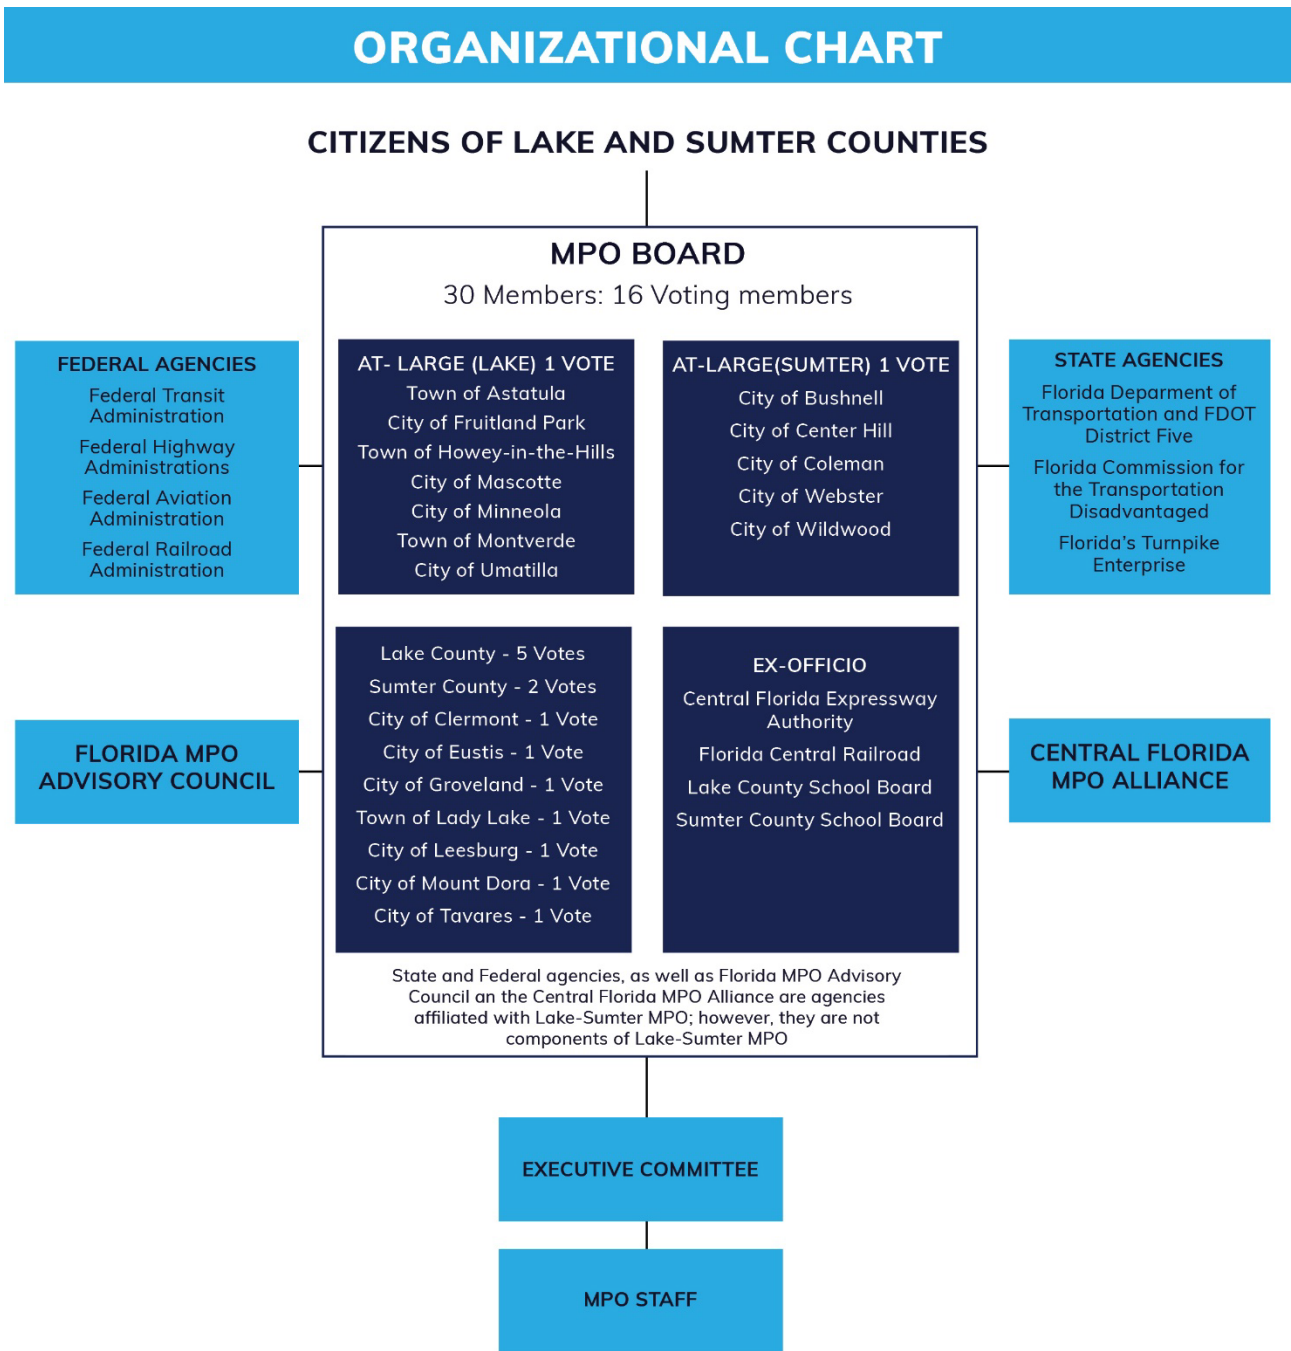 ORGANIZATIONAL CHART
CITIZENS OF LAKE AND SUMTER COUNTIES
MPO BOARD
30 Members: 16 Voting members
FEDERAL AGENCIES
Federal Transit
Administration
Federal Highway
Administrations
Federal Aviation
Administration
Federal Railroad
Administration
AT- LARGE (LAKE) 1 VOTE
Town of Astatula
City of Fruitland Park
Town of Howey-in-the-Hills
City of Mascotte
City of Minneola
Town of Montverde
City of Umatilla
AT-LARGE(SUMTER) 1 VOTE
City of Bushnell
City of Center Hill
City of Coleman
City of Webster
City of Wildwood
STATE AGENCIES
Florida Deparment of
Transportation and FDOT
District Five
Florida Commission for
the Transportation
Disadvantaged
Florida's Turnpike
Enterprise
FLORIDA MPO
ADVISORY COUNCIL
Lake County - 5 Votes
Sumter County - 2 Votes
City of Clermont - 1 Vote
City of Eustis - 1 Vote
City of Groveland - 1 Vote
Town of Lady Lake - 1 Vote
City of Leesburg - 1 Vote
City of Mount Dora - 1 Vote
City of Tavares - 1 Vote
EX-OFFICIO
Central Florida Expressway
Authority
Florida Central Railroad
Lake County School Board
Sumter County School Board
CENTRAL FLORIDA
MPO ALLIANCE
State and Federal agencies, as well as Florida MPO Advisory
Council an the Central Florida MPO Alliance are agencies
affiliated with Lake-Sumter MPO; however, they are not
components of Lake-Sumter MPO
EXECUTIVE COMMITTEE
MPO STAFF